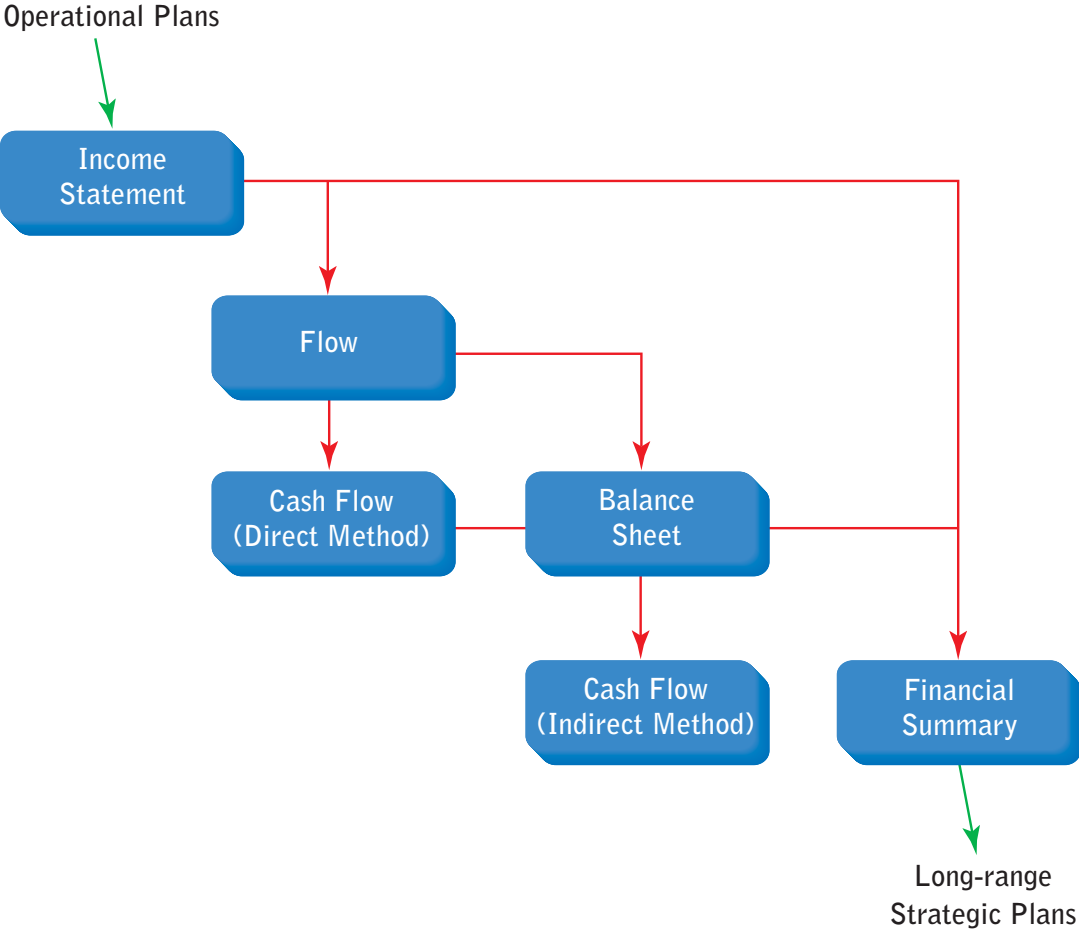 Operational Plans
Income
Statement
Flow
Cash Flow
(Direct Method)
Balance
Sheet
Cash Flow
(Indirect Method)
Financial
Summary
Long-range
Strategic Plans